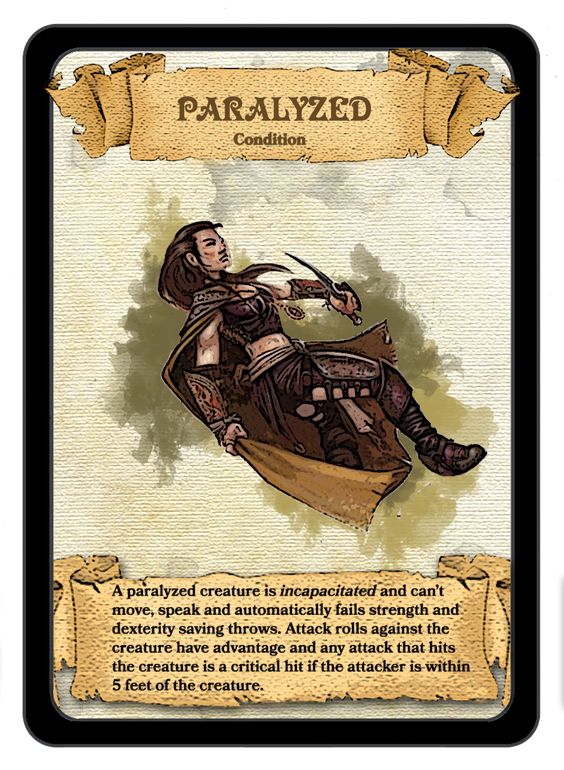 PARALYZED
Condition
A paralyzed creature is incapacitated and can't
move, speak and automatically fails strength and
dexterity saving throws. Attack rolls against the
creature have advantage and any attack that hits
the creature is a critical hit if the attacker is within
5 feet of the creature.